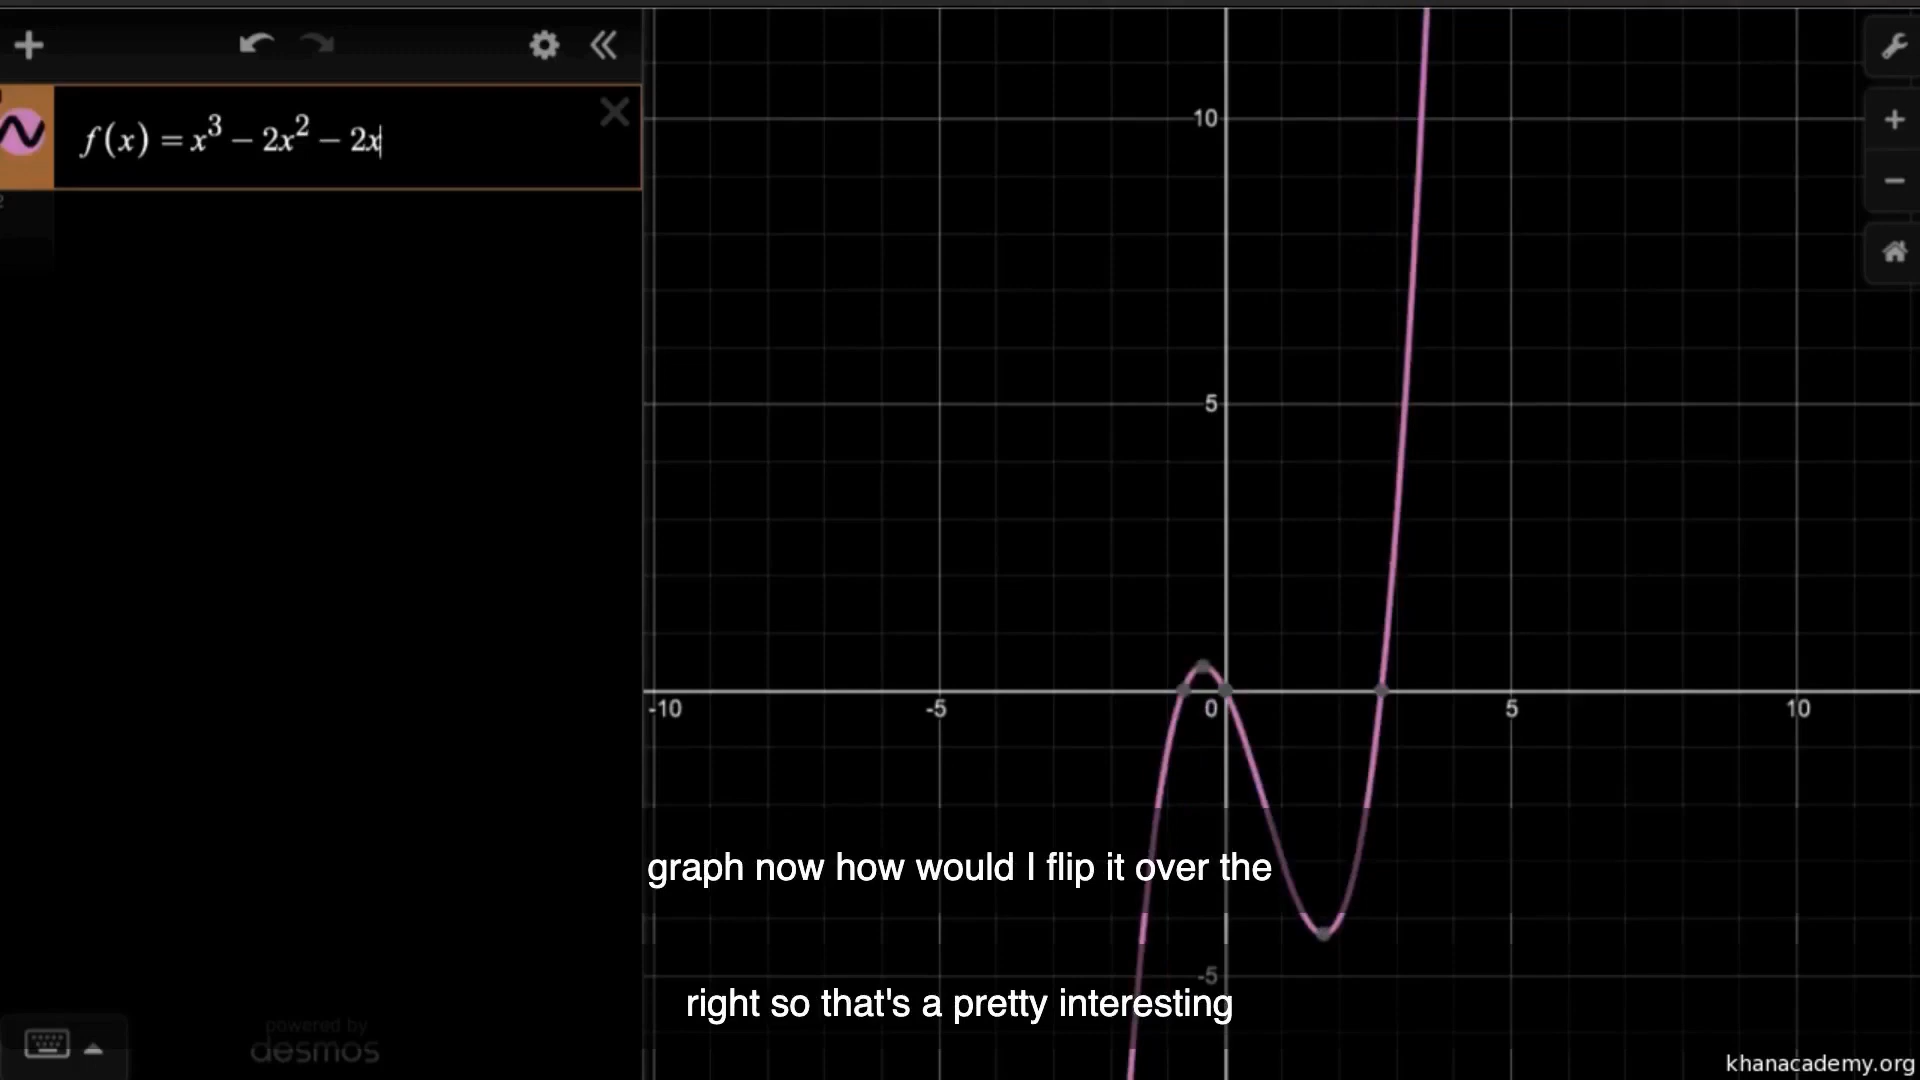 f(x) = x³ − 2x² − 2x
2
10
5
-10
-5
0
5
10
graph now how would I flip it over the
-5
right so that's a pretty interesting
powered by
desmos
khanacademy.org